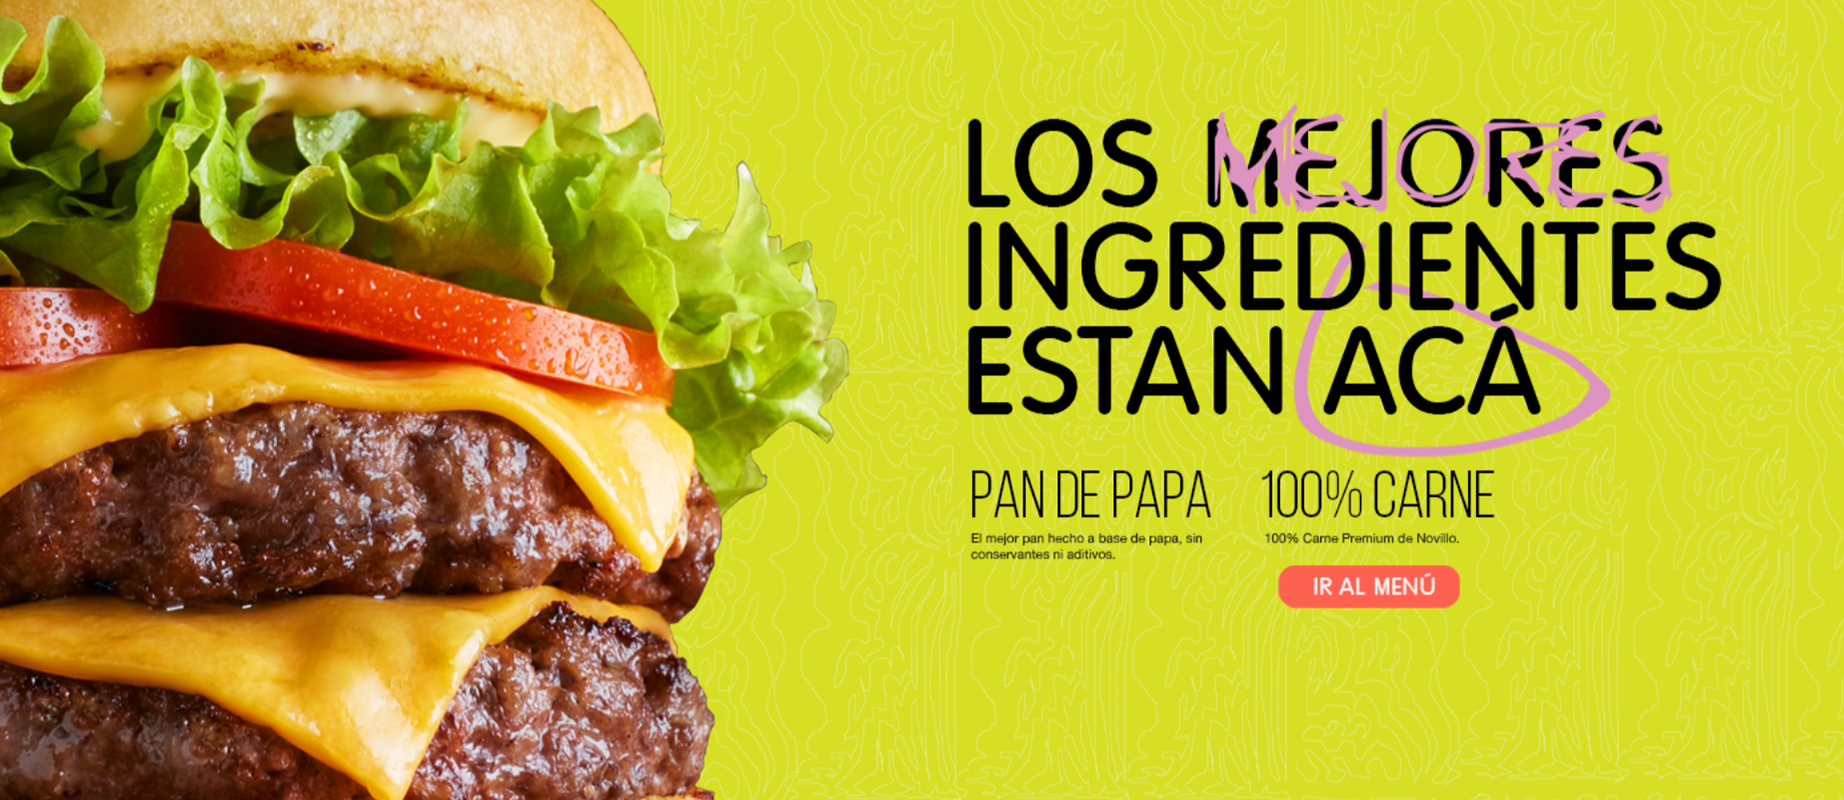 LOS MEJORES
INGREDIENTES
ESTAN ACÁ
PAN DE PAPA
El mejor pan hecho a base de papa, sin
conservantes ni aditivos.
100% CARNE
100% Carne Premium de Novillo.
IR AL MENÚ